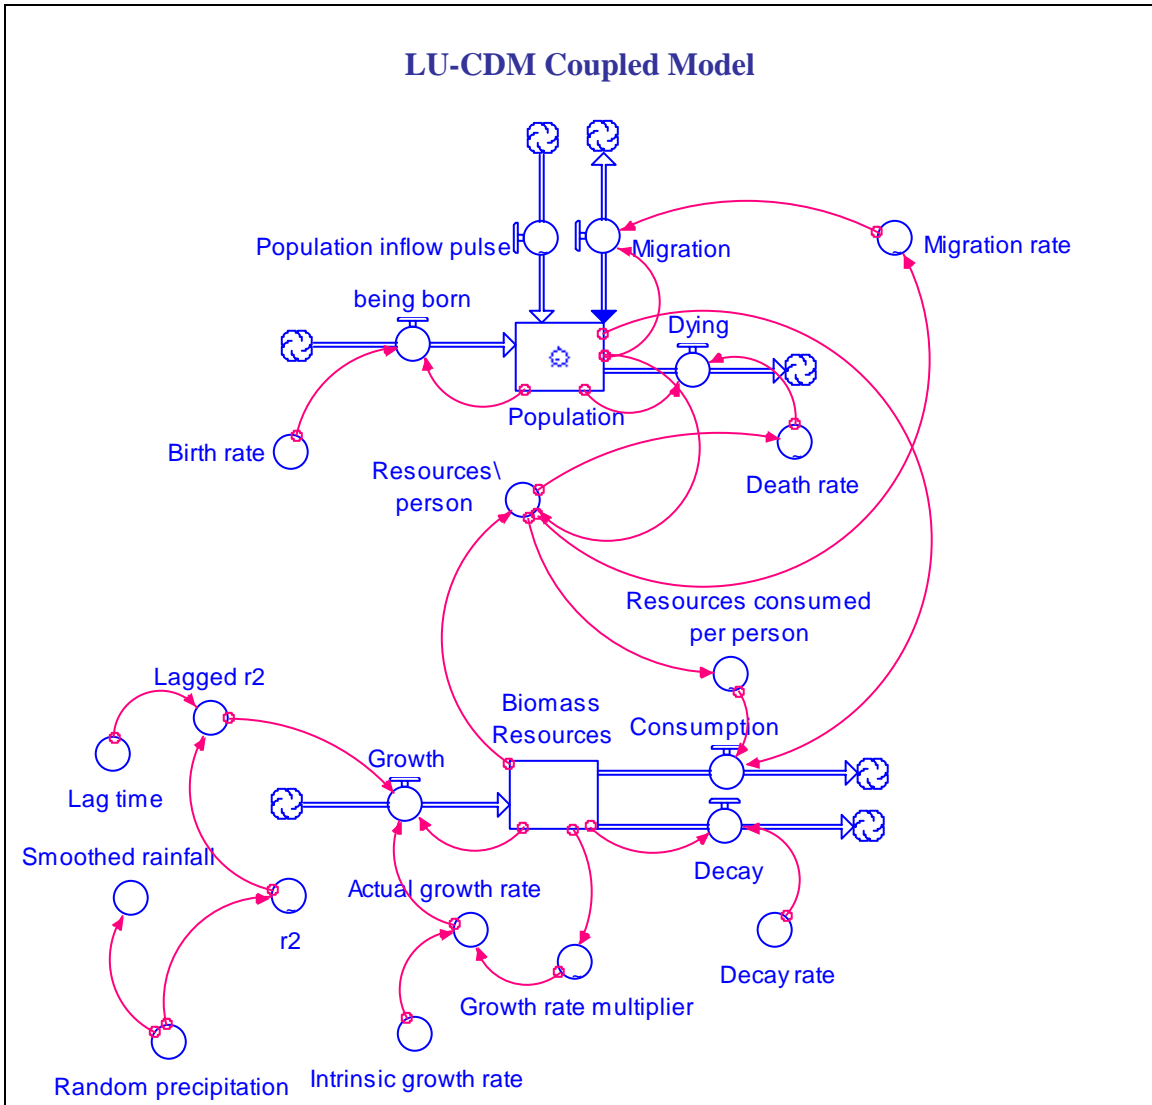 LU-CDM Coupled Model
Population inflow pulse
Migration
Migration rate
being born
Dying
Population
Birth rate
Resources\
person
Death rate
Resources consumed
per person
Lagged r2
Biomass
Resources
Consumption
Growth
Lag time
Smoothed rainfall
Actual growth rate
Decay
r2
Decay rate
Growth rate multiplier
Random precipitation
Intrinsic growth rate